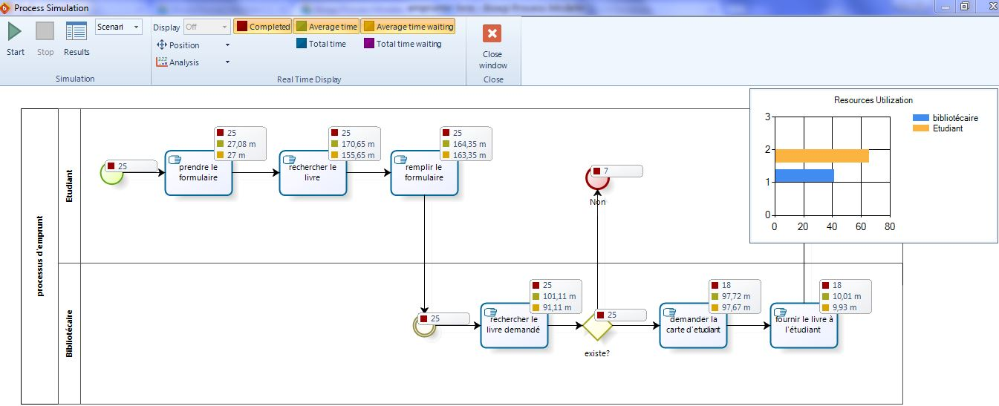 Process Simulation
Start
Stop
Results
Scenari
Simulation
Display Off
Position
Analysis
Completed
Average time
Average time waiting
Total time
Total time waiting
Real Time Display
Close
window
Close
Resources Utilization
3
2
1
0
0 20 40 60 80
bibliotécaire
Etudiant
processus d'emprunt
Etudiant
25
prendre le
formulaire
25
27,08 m
27 m
rechercher le
livre
25
170,65 m
155,65 m
remplir le
formulaire
25
164,35 m
163,35 m
7
Non
Bibliotécaire
25
rechercher le
livre demandé
25
101,11 m
91,11 m
25
existe?
demander la
carte d'etudiant
18
97,72 m
97,67 m
fournir le livre à
l'étudiant
18
10,01 m
9,93 m